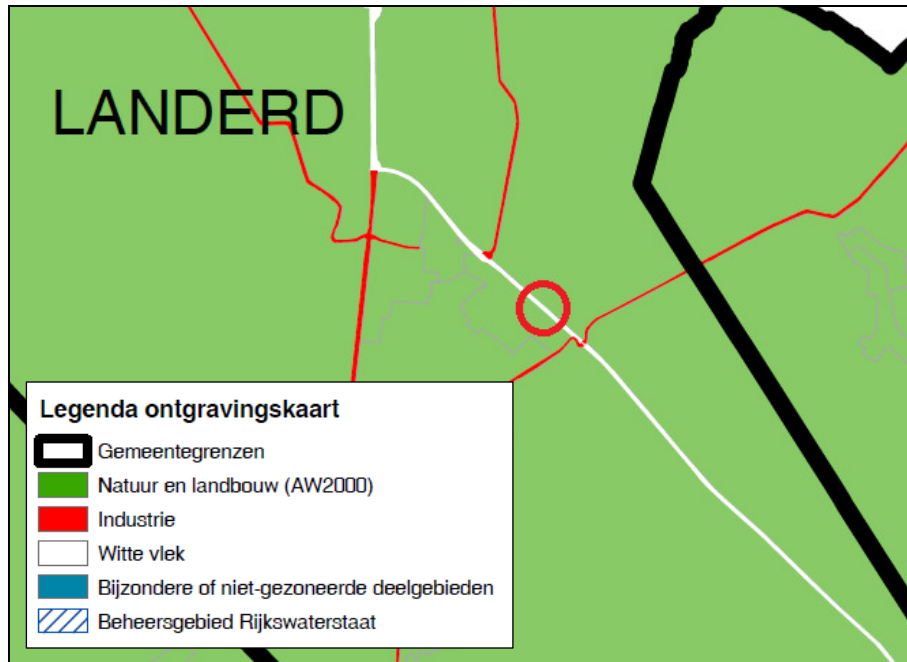 LANDERD
Legenda ontgravingskaart
Gemeentegrenzen
Natuur en landbouw (AW2000)
Industrie
Witte vlek
Bijzondere of niet-gezoneerde deelgebieden
Beheersgebied Rijkswaterstaat